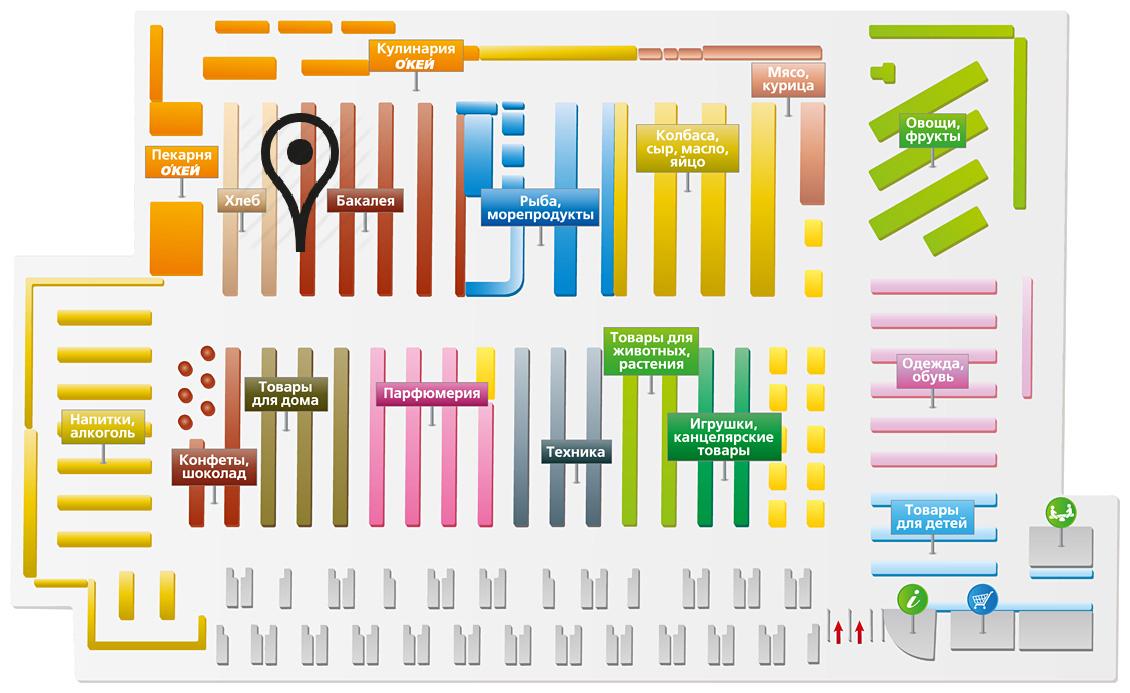 Кулинария
О'КЕЙ
Мясо,
курица
Овощи,
фрукты
Колбаса,
сыр, масло,
яйцо
Пекарня
О'КЕЙ
Хлеб
Бакалея
Рыба,
морепродукты
Товары для
животных,
растения
Одежда,
обувь
Товары
для дома
Парфюмерия
Напитки,
алкоголь
Игрушки,
канцелярские
товары
Конфеты,
шоколад
Техника
Товары
для детей
i